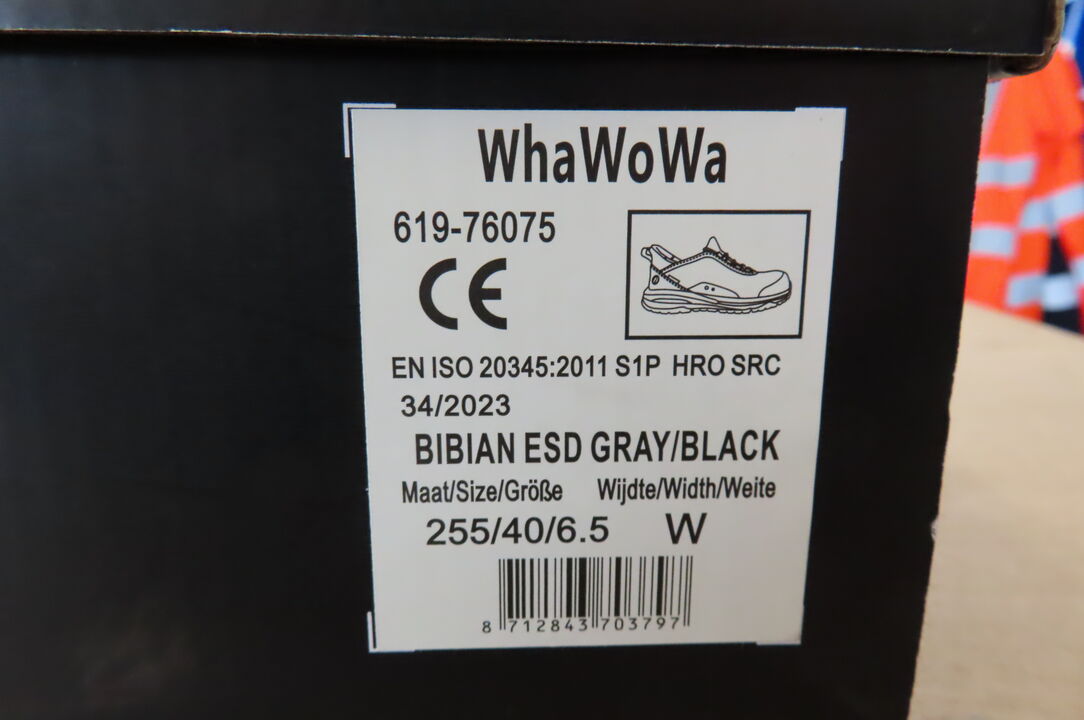 WhaWoWa
619-76075
CE
EN ISO 20345:2011 S1P HRO SRC
34/2023
BIBIAN ESD GRAY/BLACK
Maat/Size/Größe Wijdte/Width/Weite
255/40/6.5 W
8 712843 703797